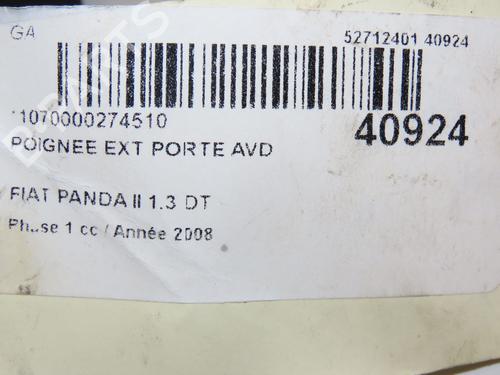 GA
52712401 40924
*1070000274510
40924
POIGNEE EXT PORTE AVD
FIAT PANDA II 1.3 DT
Phase 1 cc / Année 2008
B-PARTS